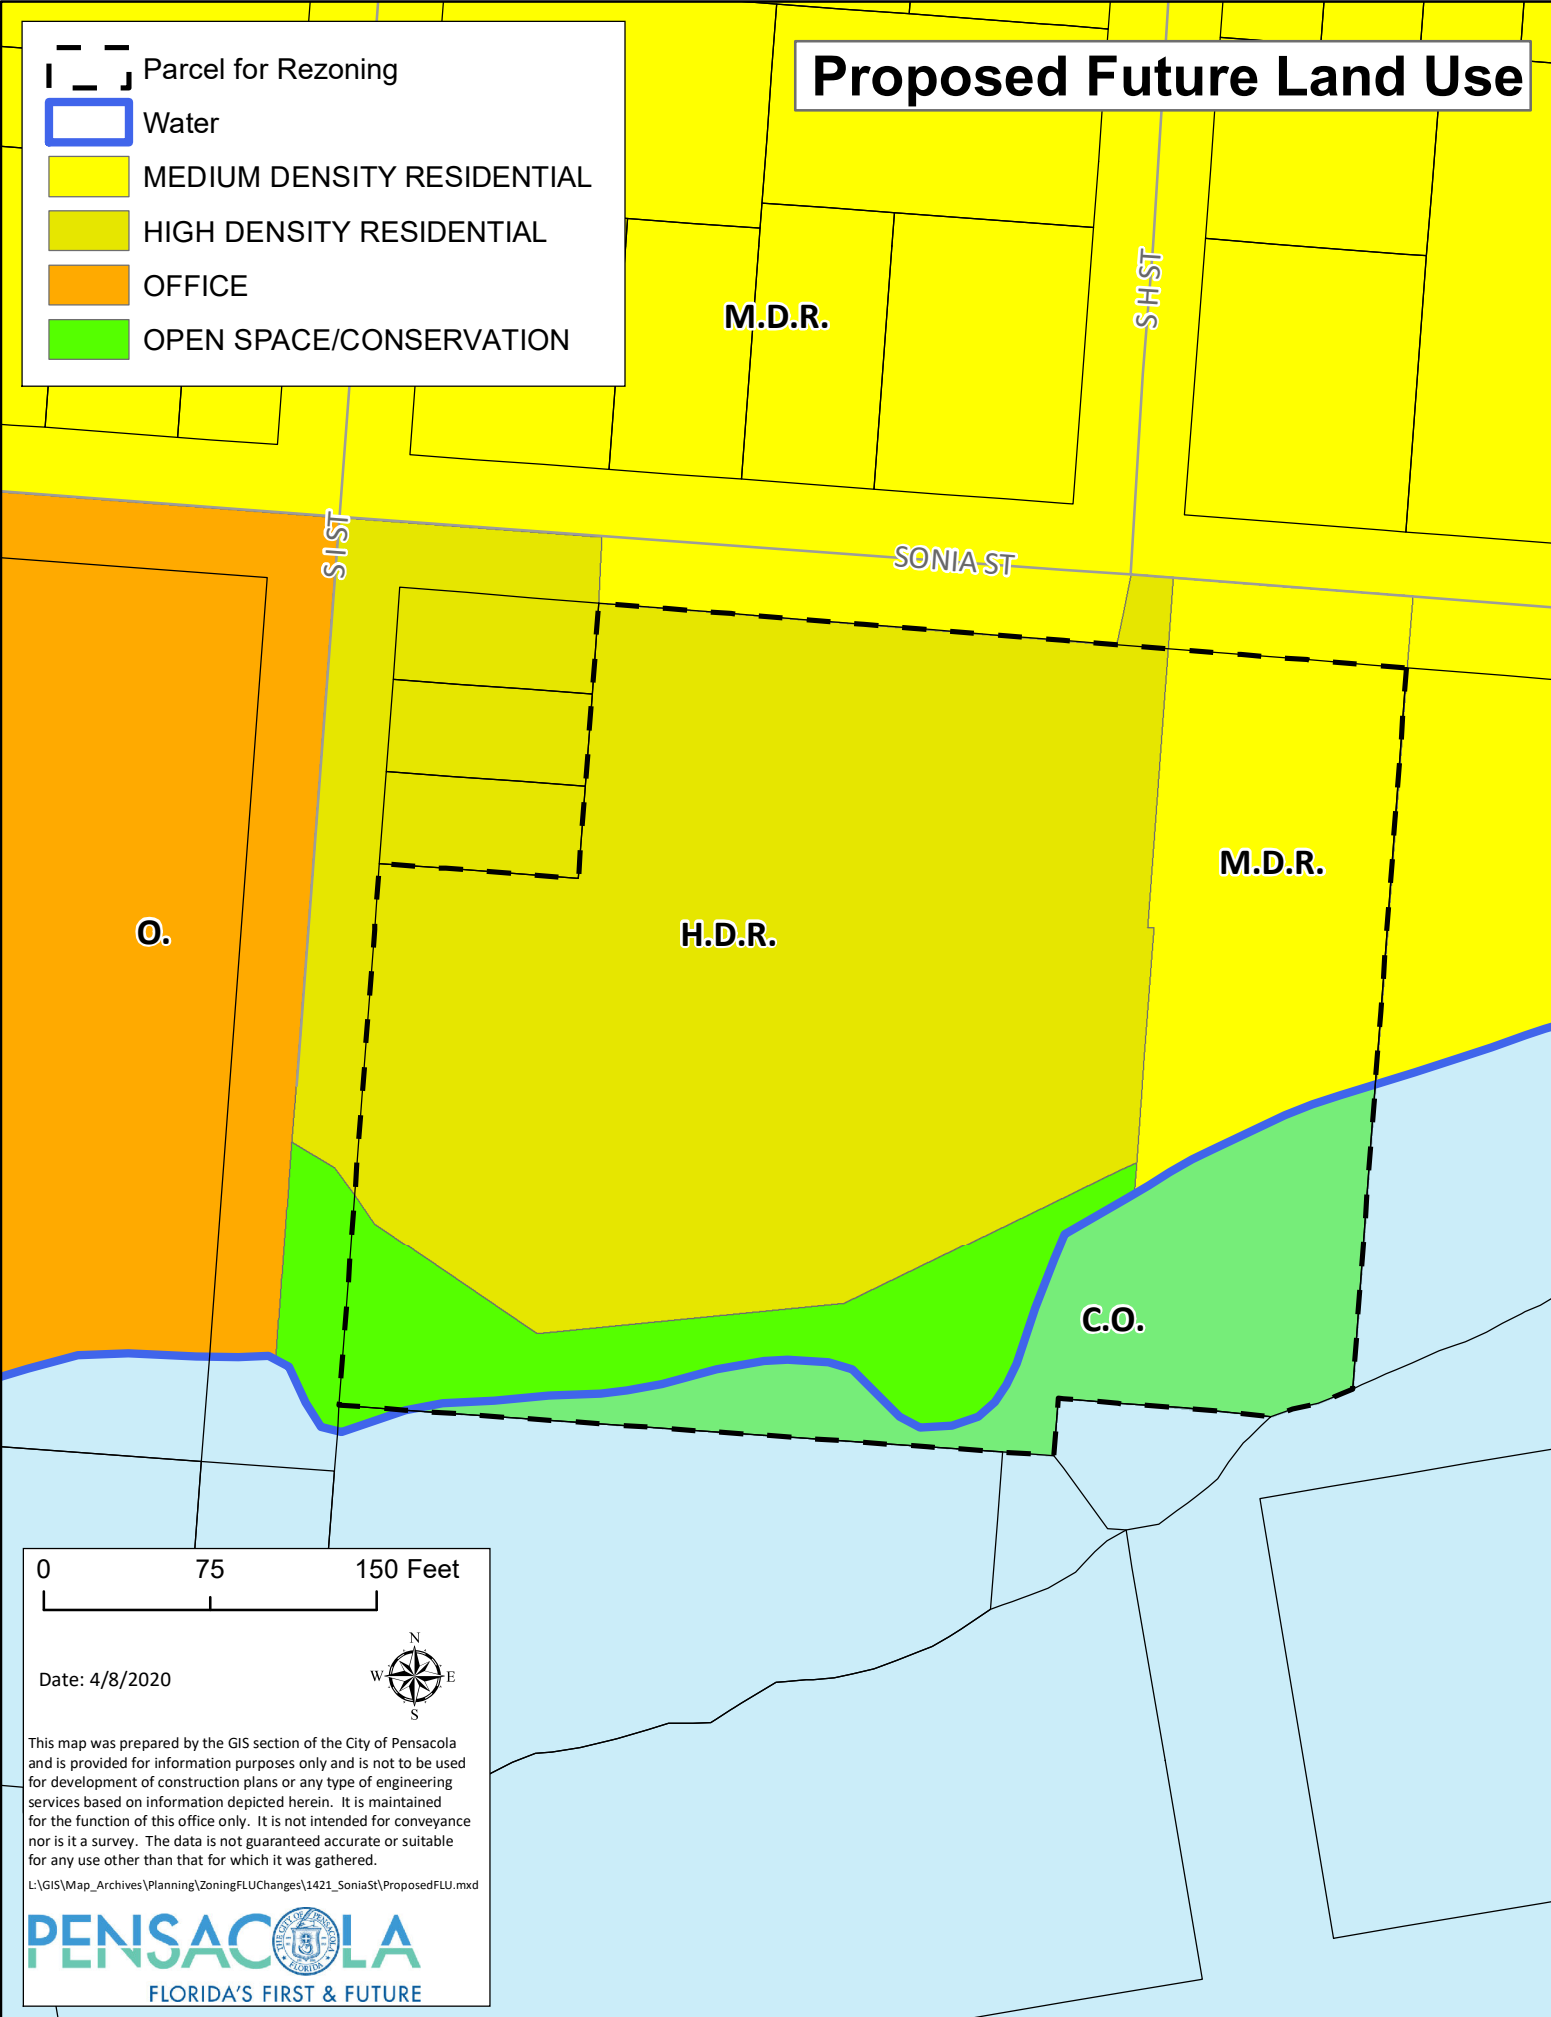 Proposed Future Land Use
Parcel for Rezoning
Water
MEDIUM DENSITY RESIDENTIAL
HIGH DENSITY RESIDENTIAL
OFFICE
OPEN SPACE/CONSERVATION
M.D.R.
S H ST
S I ST
SONIA ST
M.D.R.
O.
H.D.R.
C.O.
0 75 150 Feet
N
W E
S
Date: 4/8/2020
This map was prepared by the GIS section of the City of Pensacola
and is provided for information purposes only and is not to be used
for development of construction plans or any type of engineering
services based on information depicted herein. It is maintained
for the function of this office only. It is not intended for conveyance
nor is it a survey. The data is not guaranteed accurate or suitable
for any use other than that for which it was gathered.
L:\GIS\Map_Archives\Planning\ZoningFLUChanges\1421_SoniaSt\ProposedFLU.mxd
PENSACOLA
THE CITY OF PENSACOLA
FLORIDA
FLORIDA'S FIRST & FUTURE